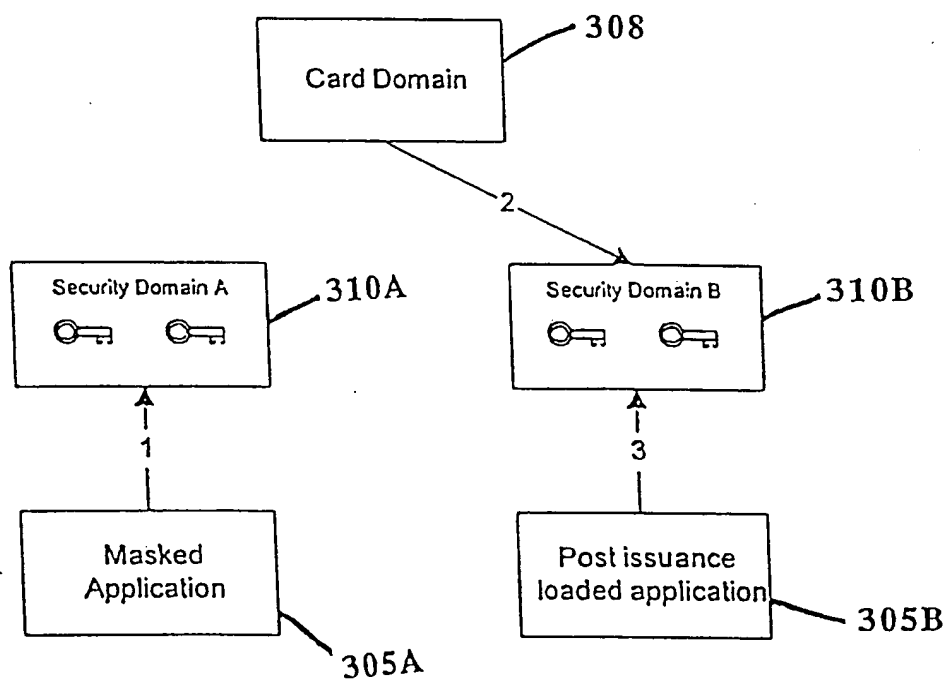 308
Card Domain
2
Security Domain A
310A
Security Domain B
310B
1
3
Masked
Application
305A
Post issuance
loaded application
305B